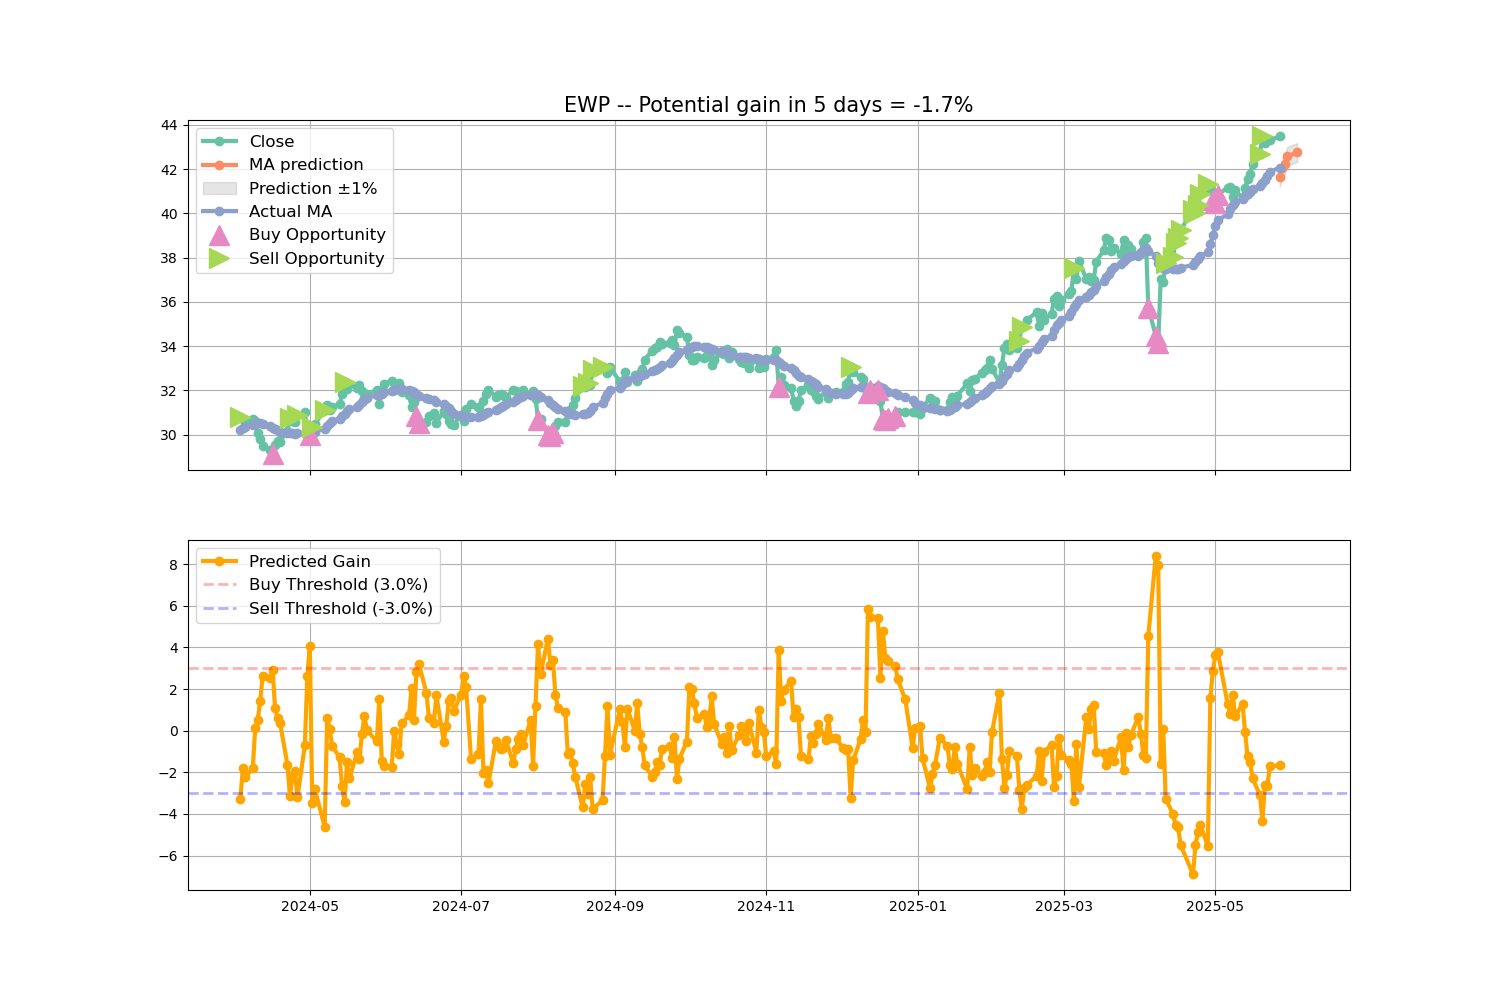 EWP -- Potential gain in 5 days = -1.7%
44
42
40
38
36
34
32
30
Close
MA prediction
Prediction ±1%
Actual MA
Buy Opportunity
Sell Opportunity
8
6
4
2
0
−2
−4
−6
Predicted Gain
Buy Threshold (3.0%)
Sell Threshold (-3.0%)
2024-05
2024-07
2024-09
2024-11
2025-01
2025-03
2025-05